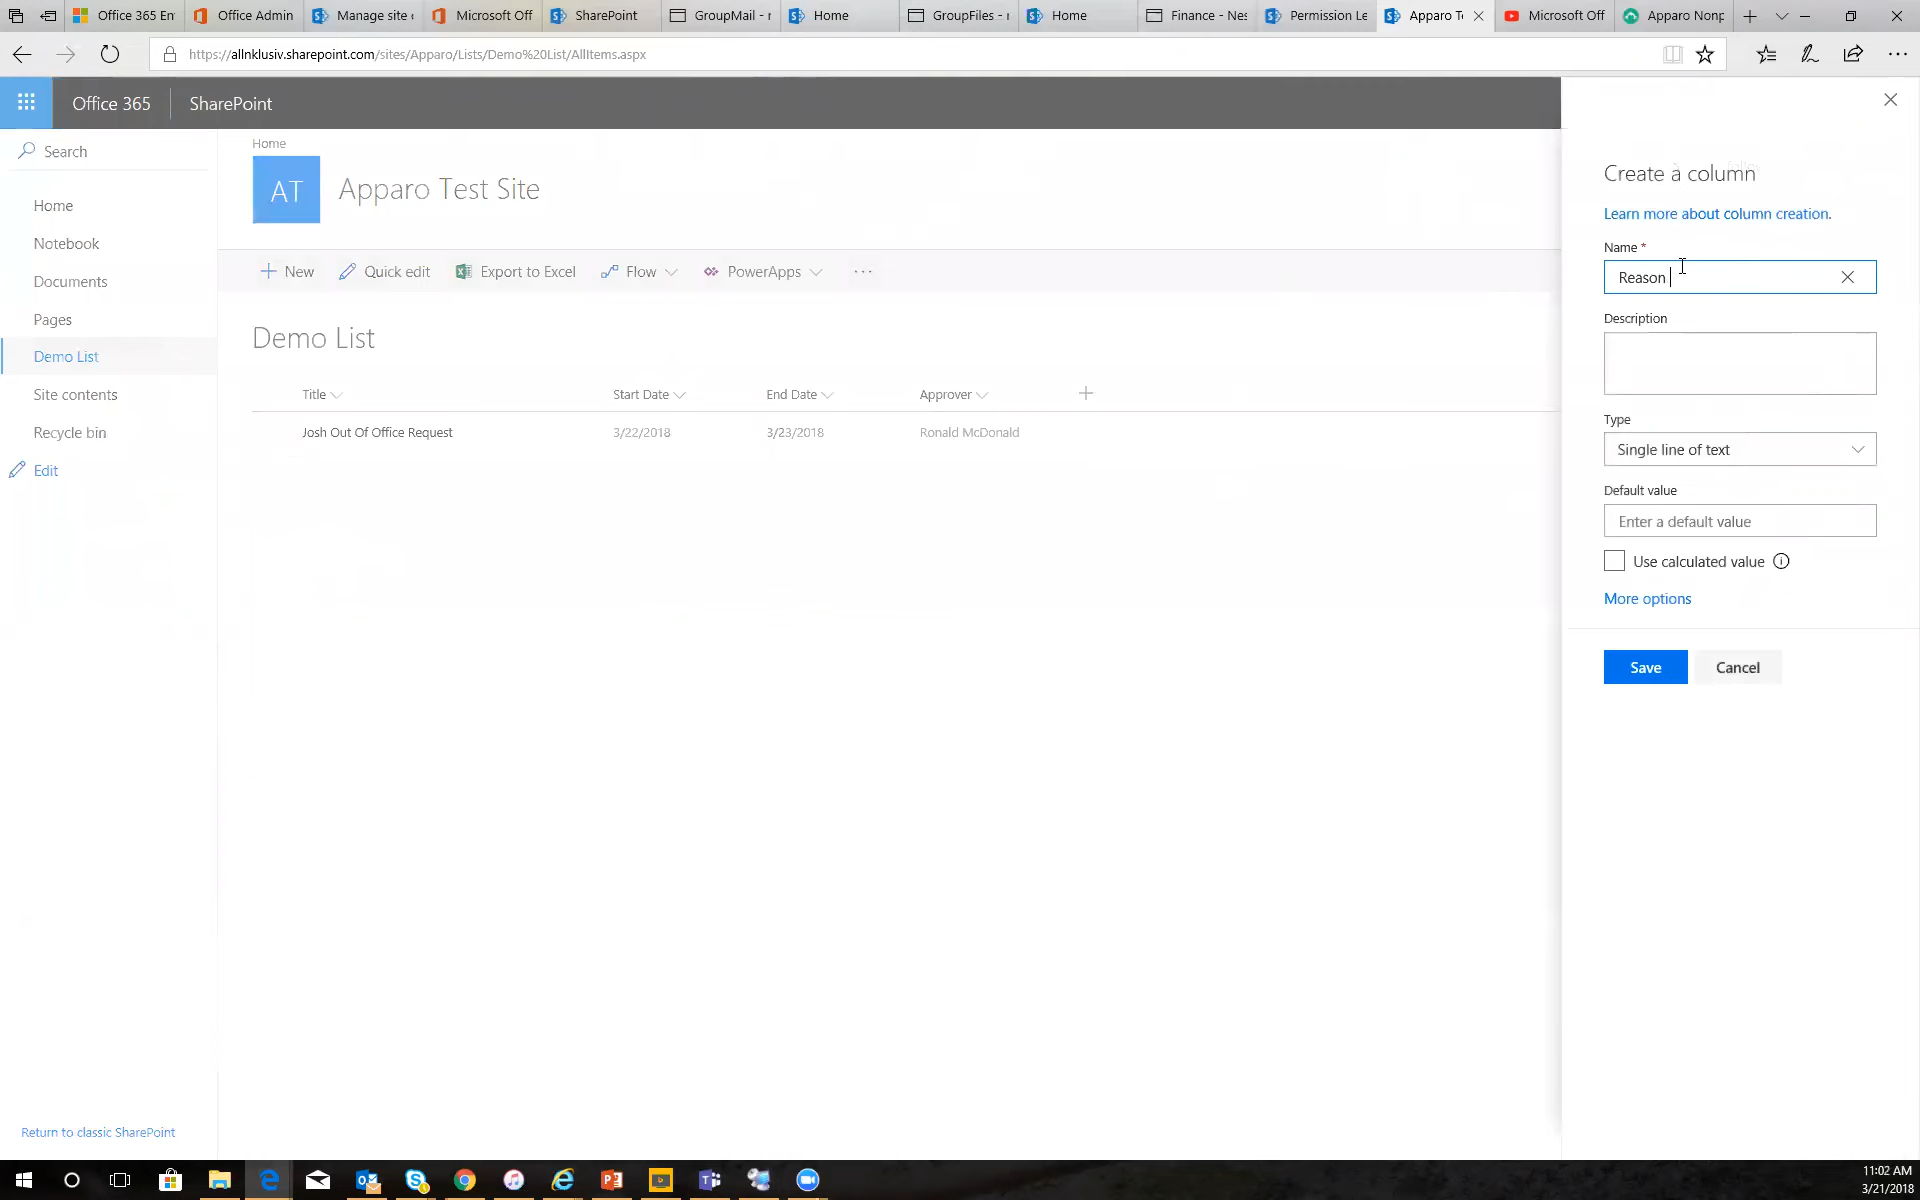 Office 365 En
Office Admin
Manage site
Microsoft Off
SharePoint
GroupMail - r
Home
GroupFiles - r
Home
Finance - Nes
Permission Le
Apparo Te
Microsoft Off
Apparo Nonp
https://allnklusiv.sharepoint.com/sites/Apparo/Lists/Demo%20List/AllItems.aspx
Office 365
SharePoint
Search
Home
Notebook
Documents
Pages
Demo List
Site contents
Recycle bin
Edit
Return to classic SharePoint
Home
AT
Apparo Test Site
New
Quick edit
Export to Excel
Flow
PowerApps
Demo List
Title Start Date End Date Approver
Josh Out Of Office Request 3/22/2018 3/23/2018 Ronald McDonald
Create a column
Learn more about column creation.
Name *
Reason
Description
Type
Single line of text
Default value
Enter a default value
Use calculated value
More options
Save
Cancel
11:02 AM
3/21/2018